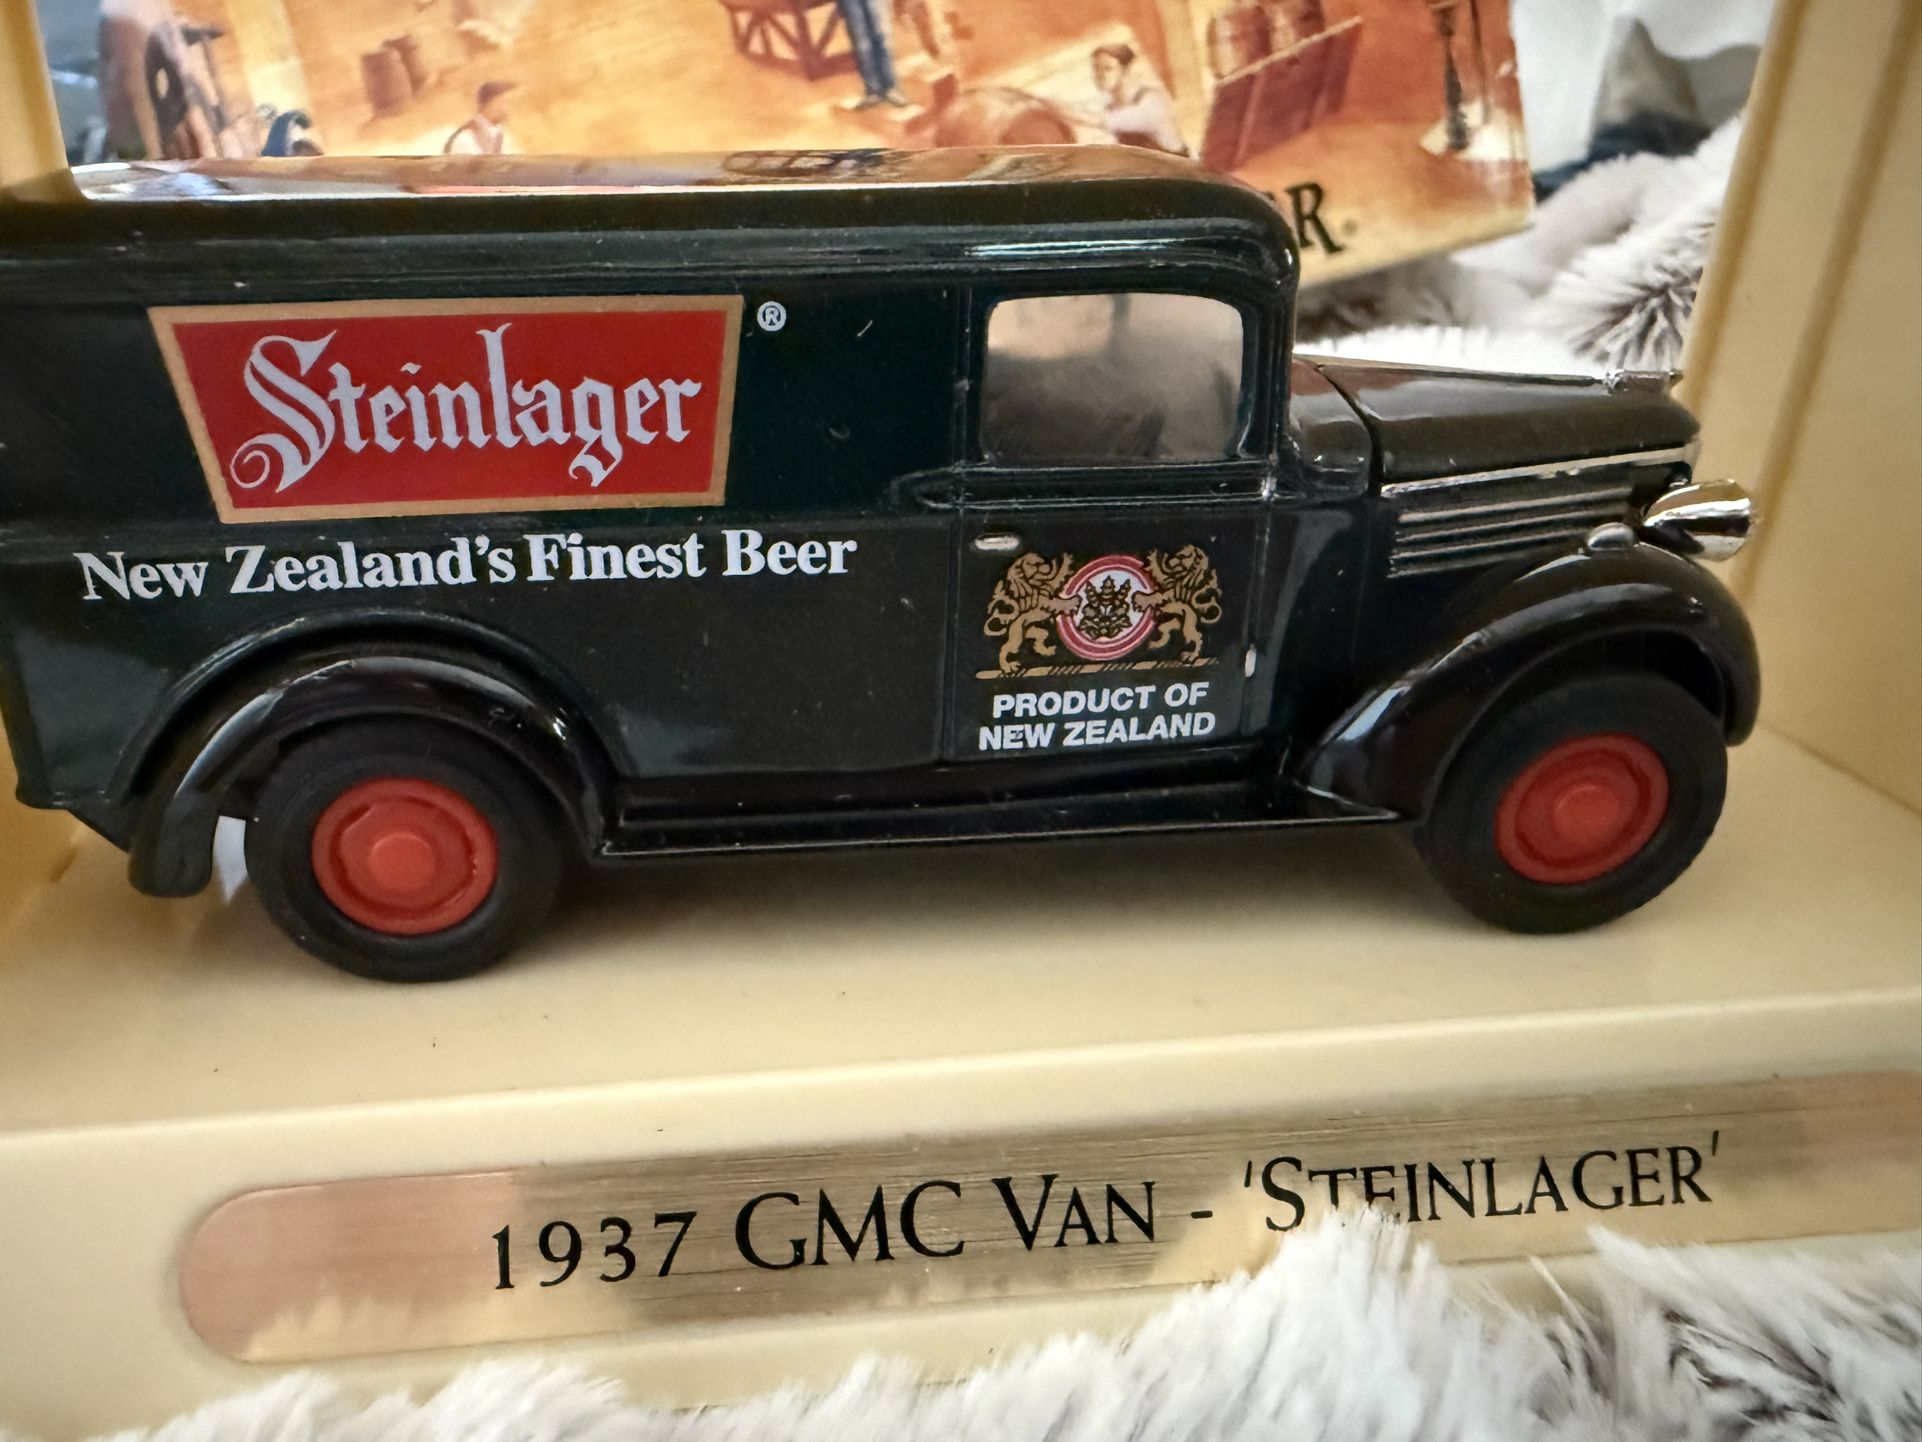 R.
Steinlager ®
New Zealand's Finest Beer
PRODUCT OF
NEW ZEALAND
1937 GMC VAN - 'STEINLAGER'